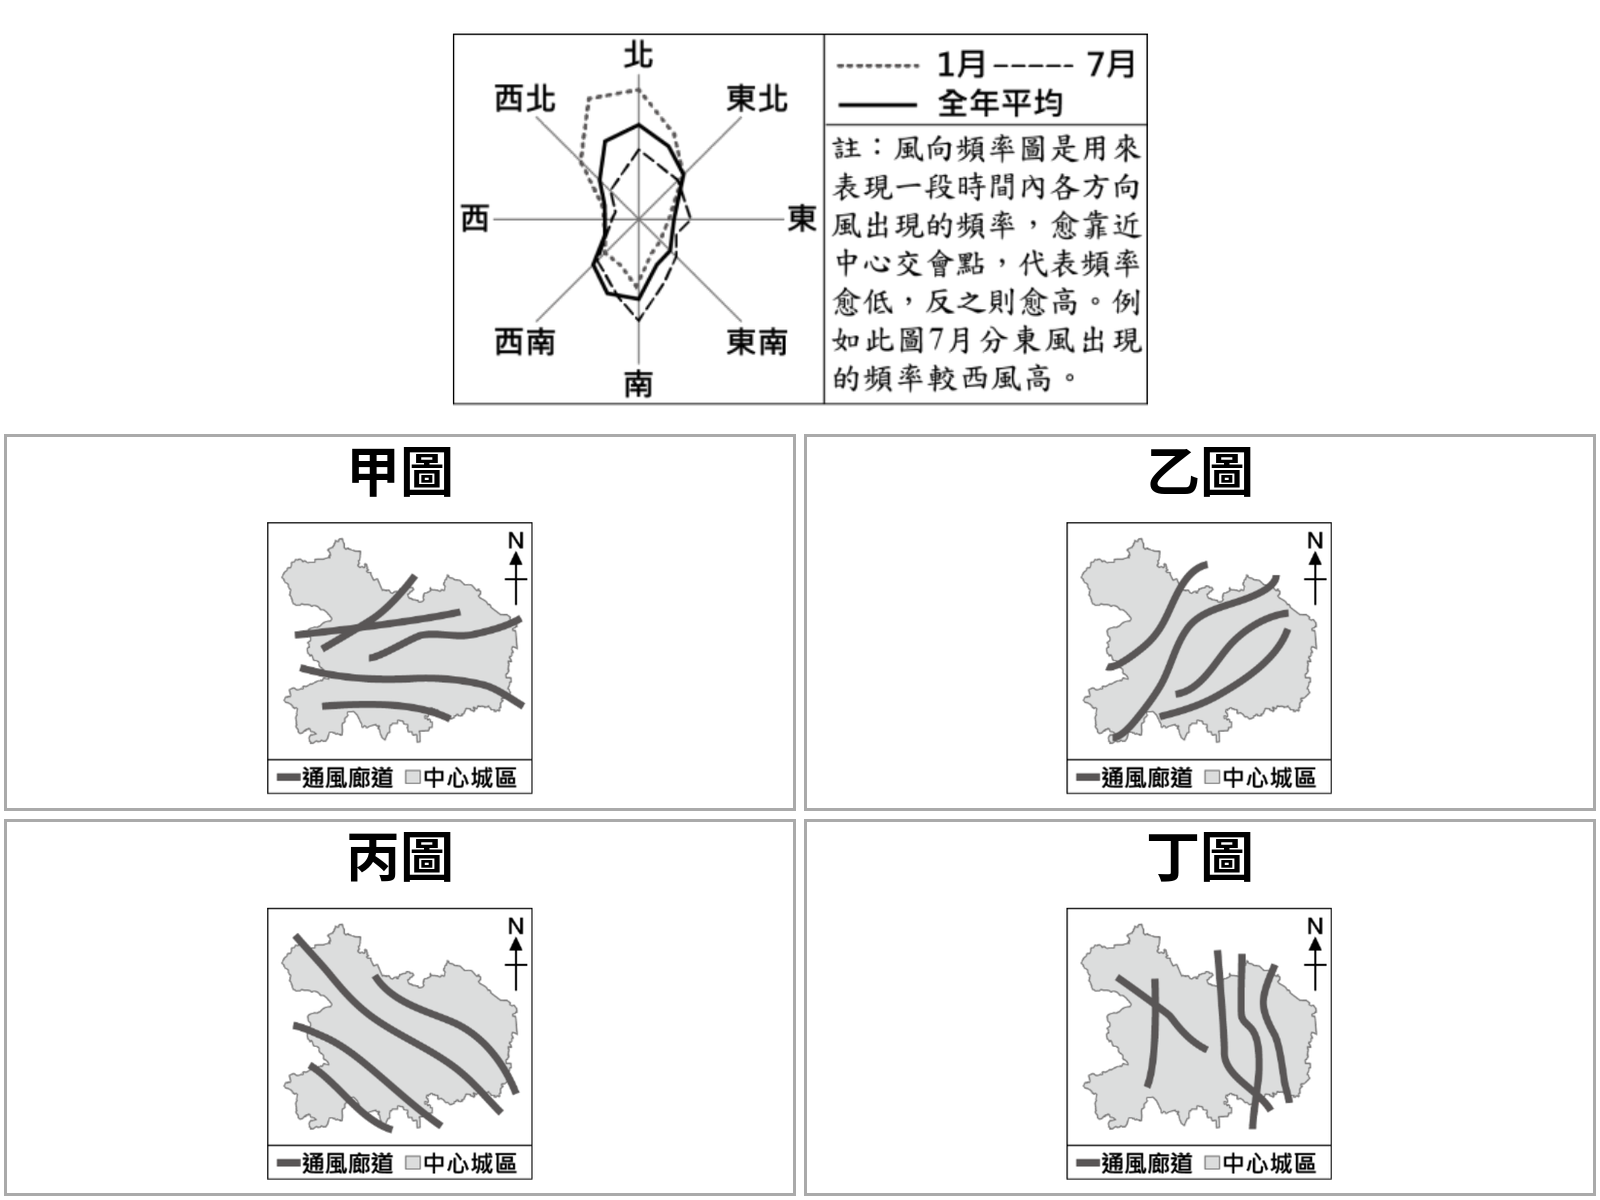 北
西北
東北
西
東
西南
東南
南
1月 7月
全年平均
註：風向頻率圖是用來
表現一段時間內各方向
風出現的頻率，愈靠近
中心交會點，代表頻率
愈低，反之則愈高。例
如此圖7月分東風出現
的頻率較西風高。
甲圖
N
通風廊道 中心城區
乙圖
N
通風廊道 中心城區
丙圖
N
通風廊道 中心城區
丁圖
N
通風廊道 中心城區